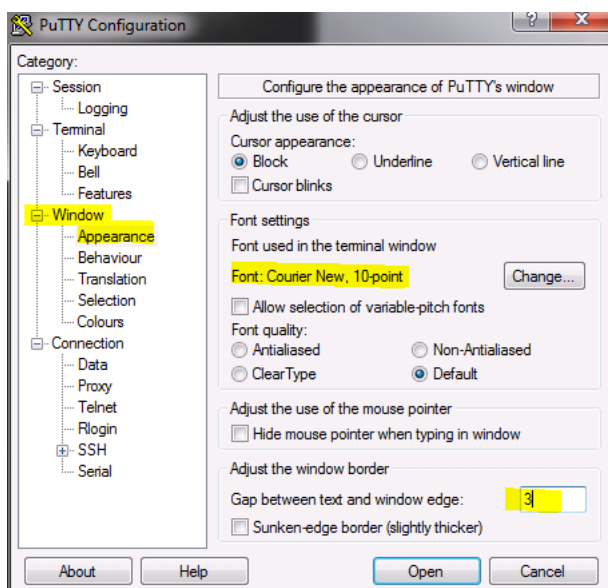 PuTTY Configuration
Category:
Session
Logging
Terminal
Keyboard
Bell
Features
Window
Appearance
Behaviour
Translation
Selection
Colours
Connection
Data
Proxy
Telnet
Rlogin
SSH
Serial
Configure the appearance of PuTTY's window
Adjust the use of the cursor
Cursor appearance:
Block Underline Vertical line
Cursor blinks
Font settings
Font used in the terminal window
Font: Courier New, 10-point Change...
Allow selection of variable-pitch fonts
Font quality:
Antialiased Non-Antialiased
ClearType Default
Adjust the use of the mouse pointer
Hide mouse pointer when typing in window
Adjust the window border
Gap between text and window edge: 3
Sunken-edge border (slightly thicker)
About Help Open Cancel